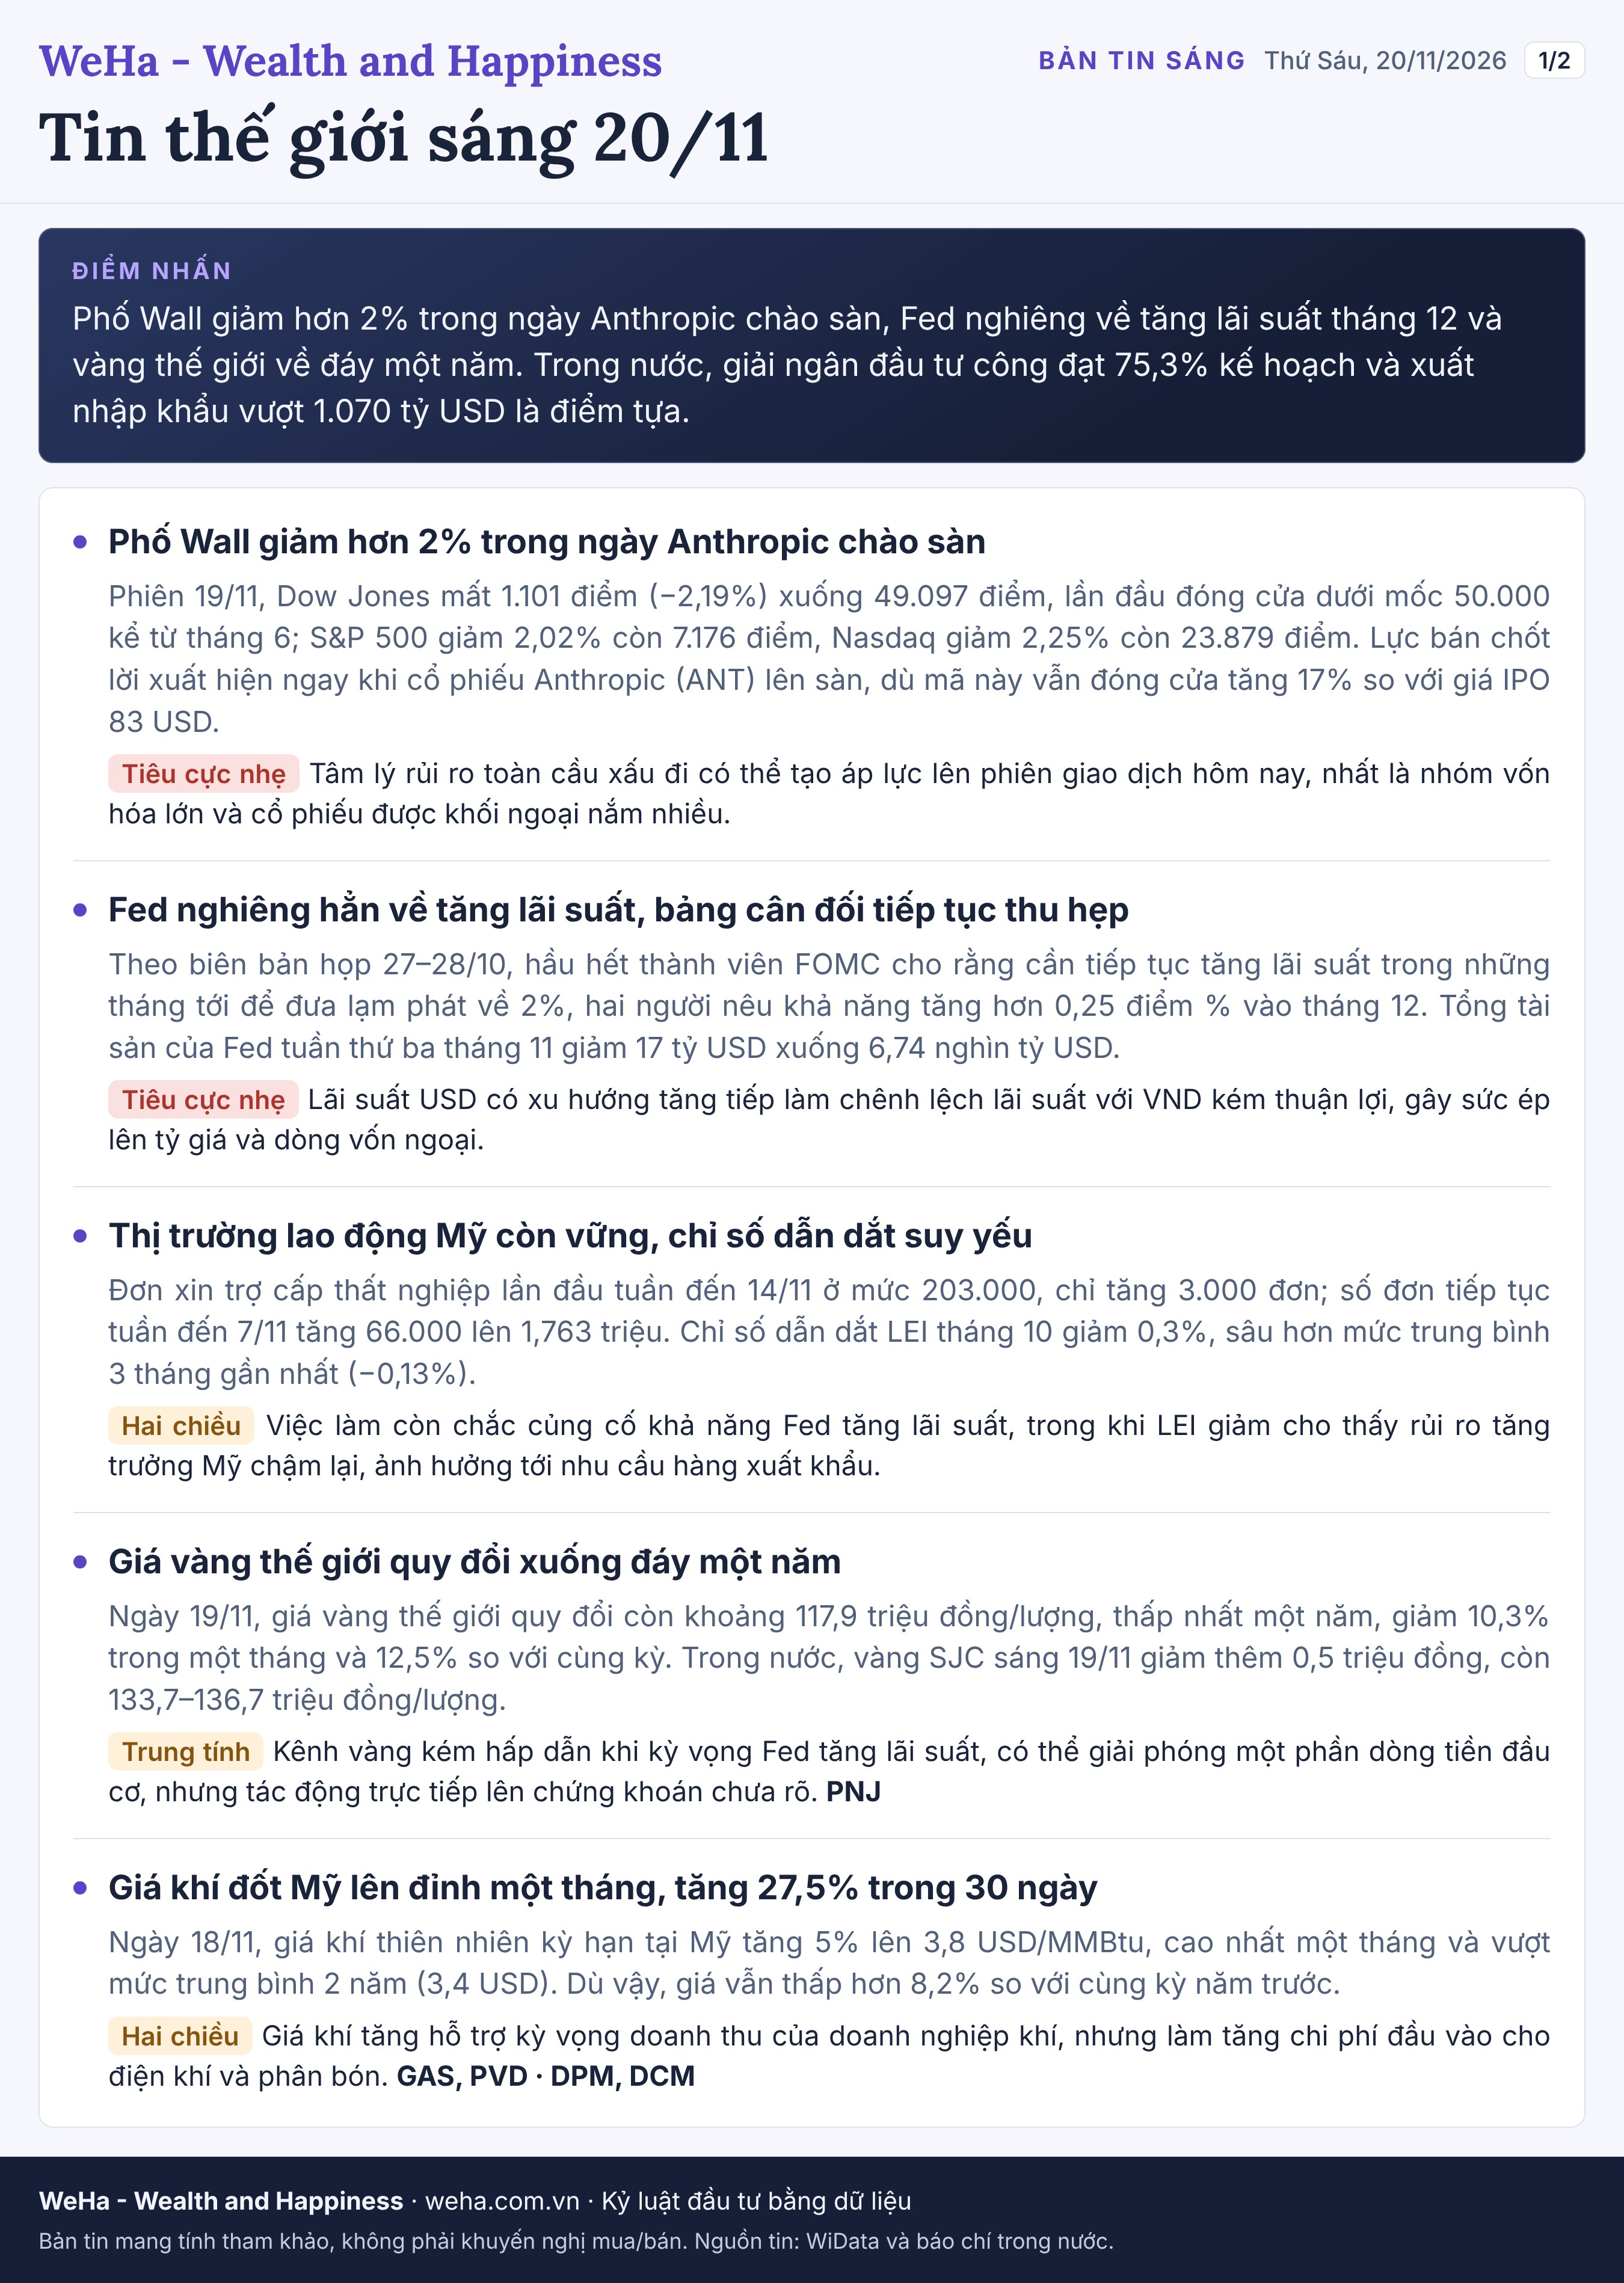 WeHa - Wealth and Happiness
BẢN TIN SÁNG Thứ Sáu, 20/11/2026 1/2
Tin thế giới sáng 20/11
ĐIỂM NHẤN
Phố Wall giảm hơn 2% trong ngày Anthropic chào sàn, Fed nghiêng về tăng lãi suất tháng 12 và
vàng thế giới về đáy một năm. Trong nước, giải ngân đầu tư công đạt 75,3% kế hoạch và xuất
nhập khẩu vượt 1.070 tỷ USD là điểm tựa.
• Phố Wall giảm hơn 2% trong ngày Anthropic chào sàn
Phiên 19/11, Dow Jones mất 1.101 điểm (−2,19%) xuống 49.097 điểm, lần đầu đóng cửa dưới mốc 50.000
kể từ tháng 6; S&P 500 giảm 2,02% còn 7.176 điểm, Nasdaq giảm 2,25% còn 23.879 điểm. Lực bán chốt
lời xuất hiện ngay khi cổ phiếu Anthropic (ANT) lên sàn, dù mã này vẫn đóng cửa tăng 17% so với giá IPO
83 USD.
Tiêu cực nhẹ Tâm lý rủi ro toàn cầu xấu đi có thể tạo áp lực lên phiên giao dịch hôm nay, nhất là nhóm vốn
hóa lớn và cổ phiếu được khối ngoại nắm nhiều.
• Fed nghiêng hẳn về tăng lãi suất, bảng cân đối tiếp tục thu hẹp
Theo biên bản họp 27–28/10, hầu hết thành viên FOMC cho rằng cần tiếp tục tăng lãi suất trong những
tháng tới để đưa lạm phát về 2%, hai người nêu khả năng tăng hơn 0,25 điểm % vào tháng 12. Tổng tài
sản của Fed tuần thứ ba tháng 11 giảm 17 tỷ USD xuống 6,74 nghìn tỷ USD.
Tiêu cực nhẹ Lãi suất USD có xu hướng tăng tiếp làm chênh lệch lãi suất với VND kém thuận lợi, gây sức ép
lên tỷ giá và dòng vốn ngoại.
• Thị trường lao động Mỹ còn vững, chỉ số dẫn dắt suy yếu
Đơn xin trợ cấp thất nghiệp lần đầu tuần đến 14/11 ở mức 203.000, chỉ tăng 3.000 đơn; số đơn tiếp tục
tuần đến 7/11 tăng 66.000 lên 1,763 triệu. Chỉ số dẫn dắt LEI tháng 10 giảm 0,3%, sâu hơn mức trung bình
3 tháng gần nhất (−0,13%).
Hai chiều Việc làm còn chắc củng cố khả năng Fed tăng lãi suất, trong khi LEI giảm cho thấy rủi ro tăng
trưởng Mỹ chậm lại, ảnh hưởng tới nhu cầu hàng xuất khẩu.
• Giá vàng thế giới quy đổi xuống đáy một năm
Ngày 19/11, giá vàng thế giới quy đổi còn khoảng 117,9 triệu đồng/lượng, thấp nhất một năm, giảm 10,3%
trong một tháng và 12,5% so với cùng kỳ. Trong nước, vàng SJC sáng 19/11 giảm thêm 0,5 triệu đồng, còn
133,7–136,7 triệu đồng/lượng.
Trung tính Kênh vàng kém hấp dẫn khi kỳ vọng Fed tăng lãi suất, có thể giải phóng một phần dòng tiền đầu
cơ, nhưng tác động trực tiếp lên chứng khoán chưa rõ. PNJ
• Giá khí đốt Mỹ lên đỉnh một tháng, tăng 27,5% trong 30 ngày
Ngày 18/11, giá khí thiên nhiên kỳ hạn tại Mỹ tăng 5% lên 3,8 USD/MMBtu, cao nhất một tháng và vượt
mức trung bình 2 năm (3,4 USD). Dù vậy, giá vẫn thấp hơn 8,2% so với cùng kỳ năm trước.
Hai chiều Giá khí tăng hỗ trợ kỳ vọng doanh thu của doanh nghiệp khí, nhưng làm tăng chi phí đầu vào cho
điện khí và phân bón. GAS, PVD · DPM, DCM
WeHa - Wealth and Happiness · weha.com.vn · Kỷ luật đầu tư bằng dữ liệu
Bản tin mang tính tham khảo, không phải khuyến nghị mua/bán. Nguồn tin: WiData và báo chí trong nước.